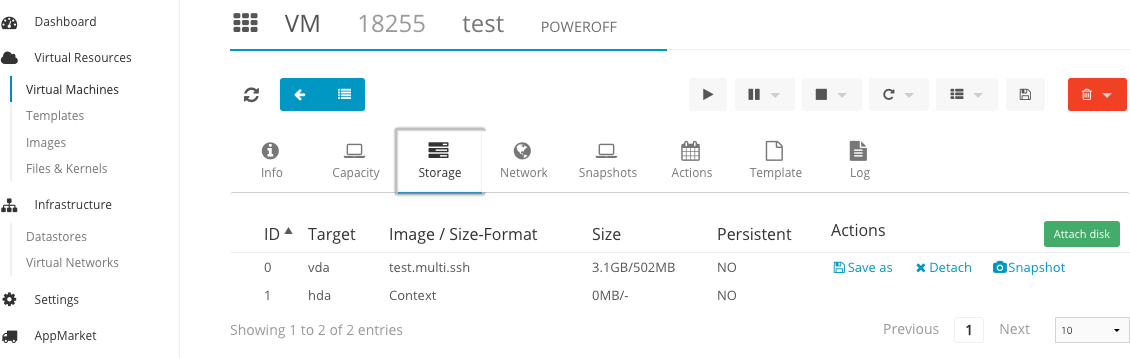 Dashboard
Virtual Resources
Virtual Machines
Templates
Images
Files & Kernels
Infrastructure
Datastores
Virtual Networks
Settings
AppMarket
VM 18255 test POWEROFF
Info Capacity Storage Network Snapshots Actions Template Log
ID Target Image / Size-Format Size Persistent Actions Attach disk
0 vda test.multi.ssh 3.1GB/502MB NO Save as Detach Snapshot
1 hda Context 0MB/- NO
Showing 1 to 2 of 2 entries Previous 1 Next 10